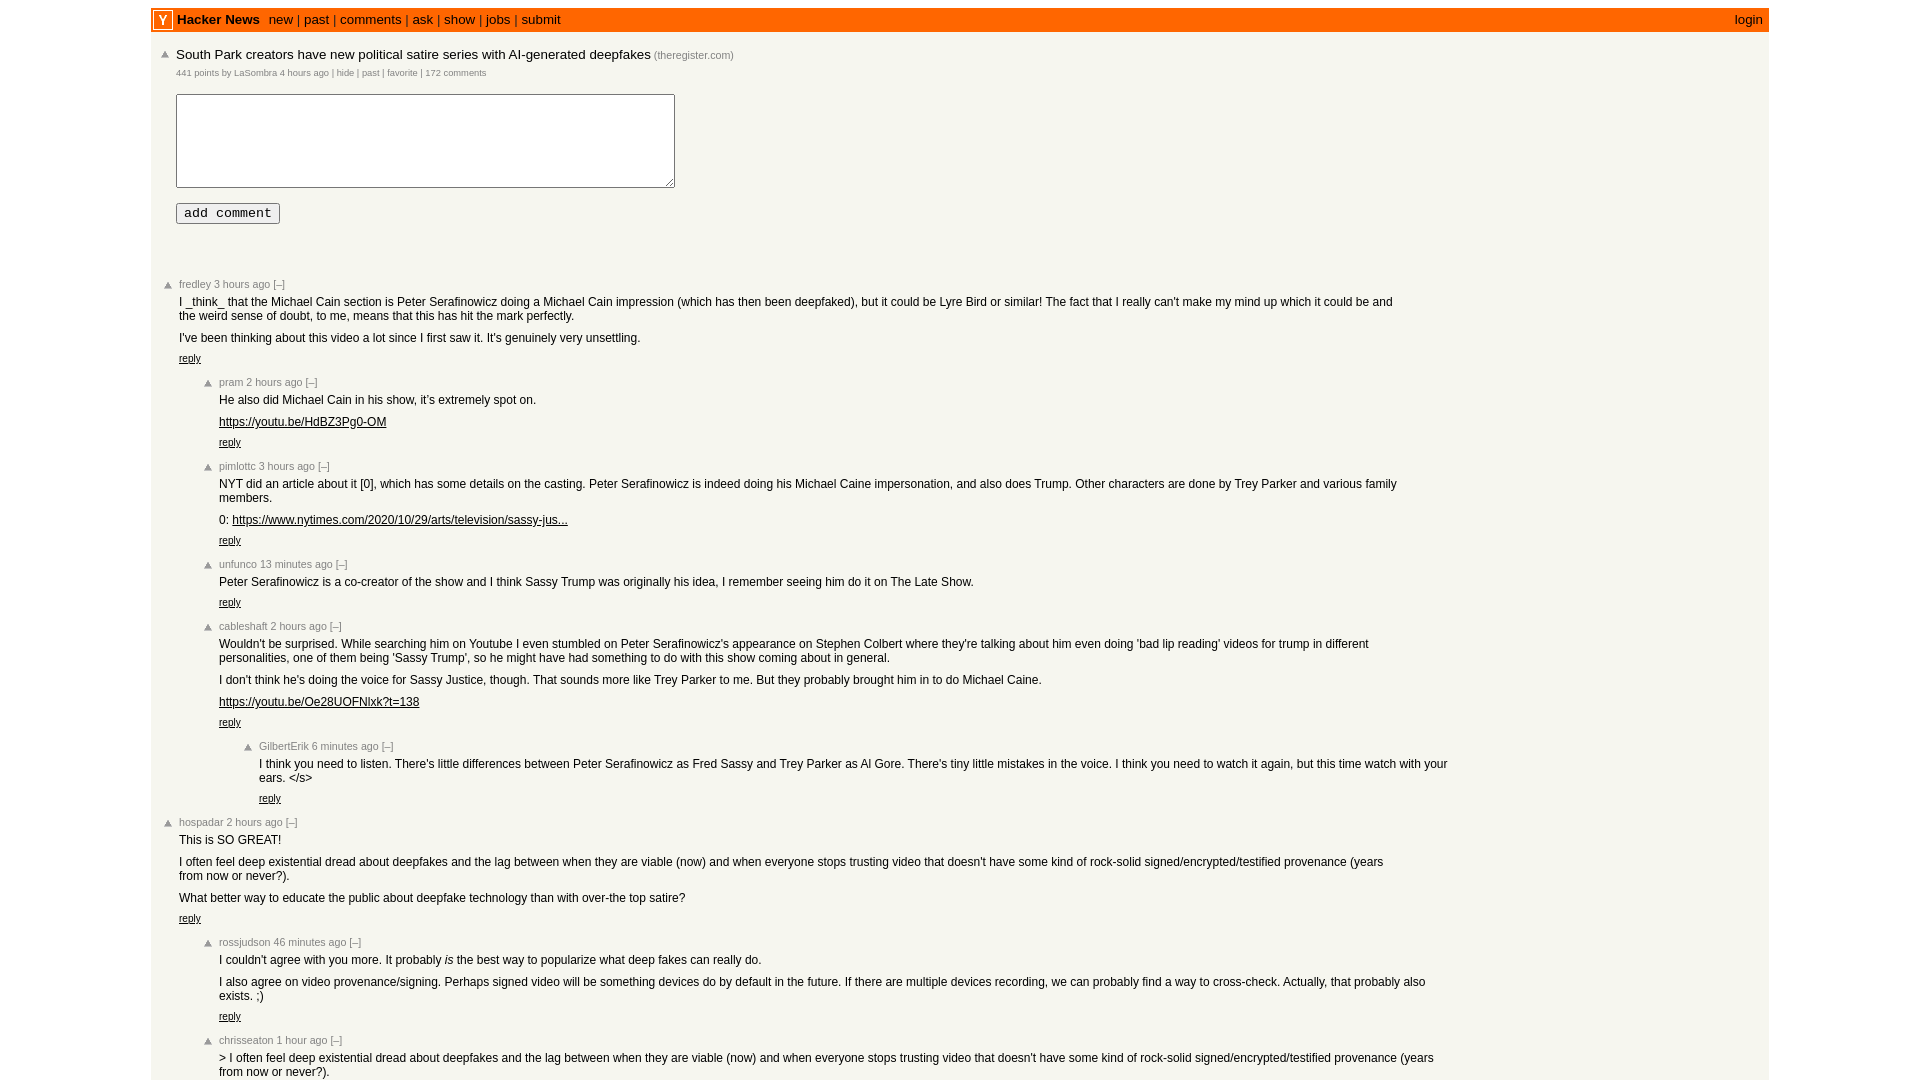 Y Hacker News new | past | comments | ask | show | jobs | submit login
South Park creators have new political satire series with AI-generated deepfakes (theregister.com)
441 points by LaSombra 4 hours ago | hide | past | favorite | 172 comments
add comment
fredley 3 hours ago [–]
I _think_ that the Michael Cain section is Peter Serafinowicz doing a Michael Cain impression (which has then been deepfaked), but it could be Lyre Bird or similar! The fact that I really can't make my mind up which it could be and
the weird sense of doubt, to me, means that this has hit the mark perfectly.
I've been thinking about this video a lot since I first saw it. It's genuinely very unsettling.
reply
pram 2 hours ago [–]
He also did Michael Cain in his show, it's extremely spot on.
https://youtu.be/HdBZ3Pg0-OM
reply
pimlottc 3 hours ago [–]
NYT did an article about it [0], which has some details on the casting. Peter Serafinowicz is indeed doing his Michael Caine impersonation, and also does Trump. Other characters are done by Trey Parker and various family
members.
0: https://www.nytimes.com/2020/10/29/arts/television/sassy-jus...
reply
unfunco 13 minutes ago [–]
Peter Serafinowicz is a co-creator of the show and I think Sassy Trump was originally his idea, I remember seeing him do it on The Late Show.
reply
cableshaft 2 hours ago [–]
Wouldn't be surprised. While searching him on Youtube I even stumbled on Peter Serafinowicz's appearance on Stephen Colbert where they're talking about him even doing 'bad lip reading' videos for trump in different
personalities, one of them being 'Sassy Trump', so he might have had something to do with this show coming about in general.
I don't think he's doing the voice for Sassy Justice, though. That sounds more like Trey Parker to me. But they probably brought him in to do Michael Caine.
https://youtu.be/Oe28UOFNlxk?t=138
reply
GilbertErik 6 minutes ago [–]
I think you need to listen. There's little differences between Peter Serafinowicz as Fred Sassy and Trey Parker as Al Gore. There's tiny little mistakes in the voice. I think you need to watch it again, but this time watch with your
ears. </s>
reply
hospadar 2 hours ago [–]
This is SO GREAT!
I often feel deep existential dread about deepfakes and the lag between when they are viable (now) and when everyone stops trusting video that doesn't have some kind of rock-solid signed/encrypted/testified provenance (years
from now or never?).
What better way to educate the public about deepfake technology than with over-the top satire?
reply
rossjudson 46 minutes ago [–]
I couldn't agree with you more. It probably is the best way to popularize what deep fakes can really do.
I also agree on video provenance/signing. Perhaps signed video will be something devices do by default in the future. If there are multiple devices recording, we can probably find a way to cross-check. Actually, that probably also
exists. ;)
reply
chrisseaton 1 hour ago [–]
> I often feel deep existential dread about deepfakes and the lag between when they are viable (now) and when everyone stops trusting video that doesn't have some kind of rock-solid signed/encrypted/testified provenance (years
from now or never?).